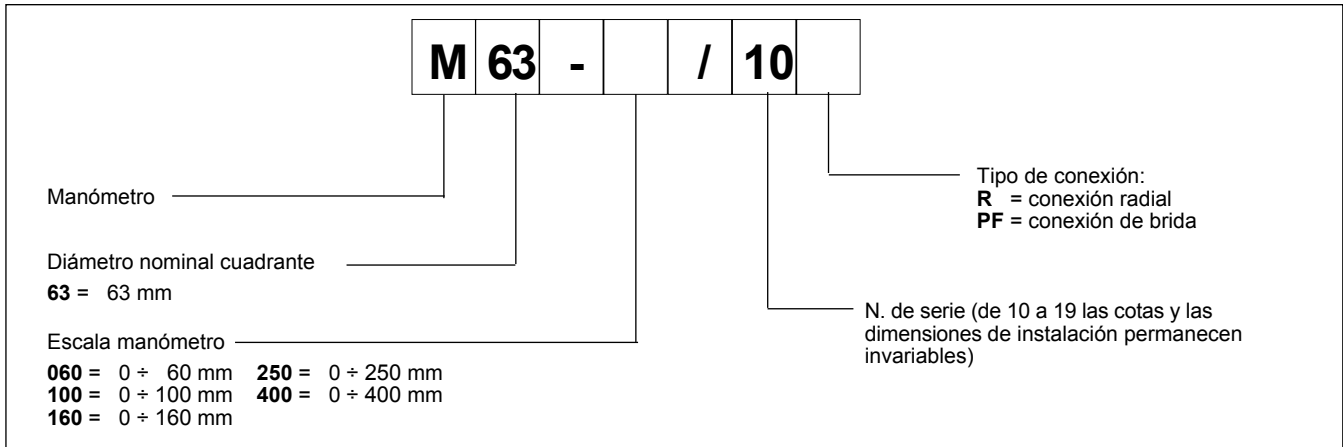 M 63 - / 10
Manómetro
Diámetro nominal cuadrante
63 = 63 mm
Escala manómetro
060 = 0 ÷ 60 mm 250 = 0 ÷ 250 mm
100 = 0 ÷ 100 mm 400 = 0 ÷ 400 mm
160 = 0 ÷ 160 mm
Tipo de conexión:
R = conexión radial
PF = conexión de brida
N. de serie (de 10 a 19 las cotas y las
dimensiones de instalación permanecen
invariables)